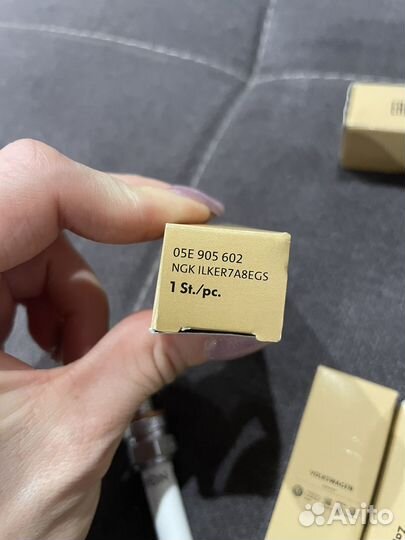 05E 905 602
NGK ILKER7A8EGS
1 St./pc.
VOLKSWAGEN
Avito